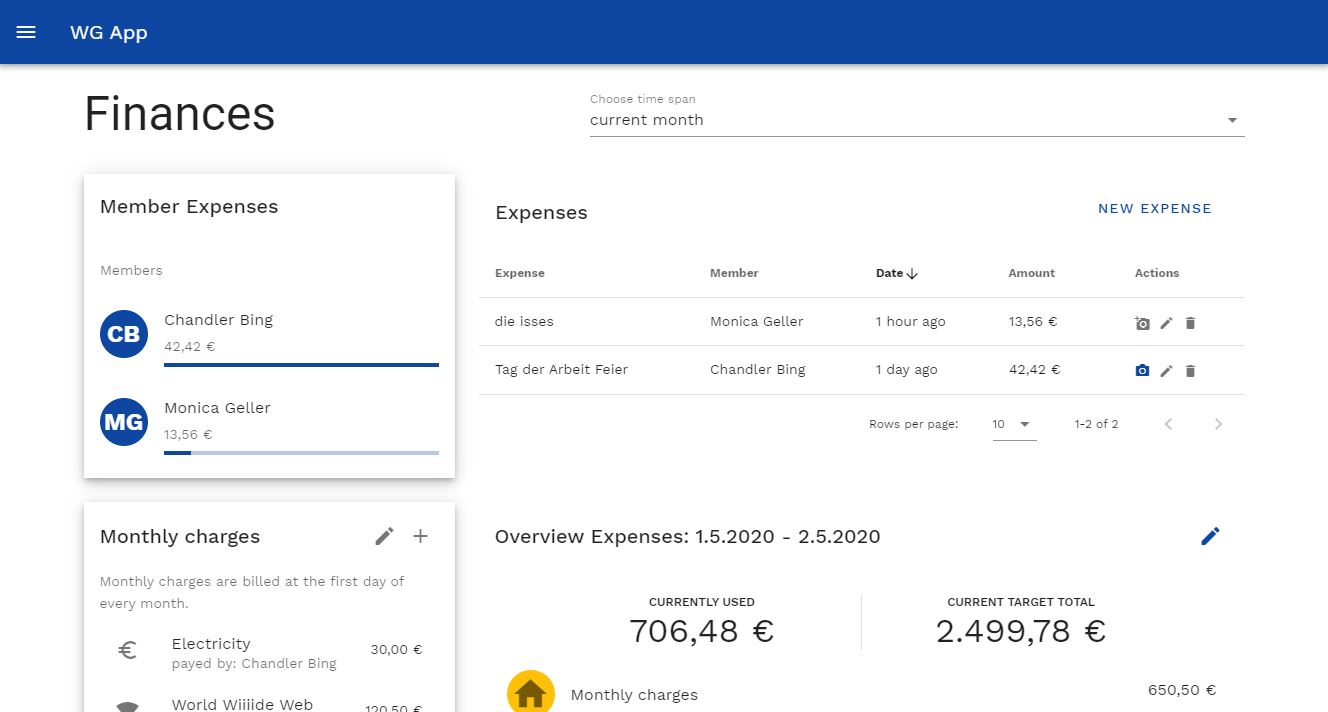 WG App
Finances
Choose time span
current month
Member Expenses
Members
CB
Chandler Bing
42,42 €
MG
Monica Geller
13,56 €
Expenses
NEW EXPENSE
Expense Member Date Amount Actions
die isses Monica Geller 1 hour ago 13,56 €
Tag der Arbeit Feier Chandler Bing 1 day ago 42,42 €
Rows per page: 10 1-2 of 2
Monthly charges
Monthly charges are billed at the first day of
every month.
Electricity
payed by: Chandler Bing
30,00 €
World Wiiiide Web
120,50 €
Overview Expenses: 1.5.2020 - 2.5.2020
CURRENTLY USED
706,48 €
CURRENT TARGET TOTAL
2.499,78 €
Monthly charges
650,50 €